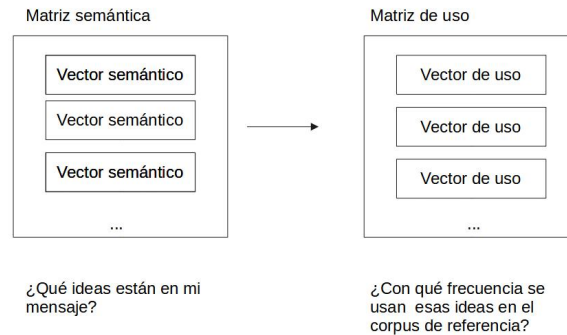 Matriz semántica
Vector semántico
Vector semántico
Vector semántico
...
¿Qué ideas están en mi
mensaje?
Matriz de uso
Vector de uso
Vector de uso
Vector de uso
...
¿Con qué frecuencia se
usan esas ideas en el
corpus de referencia?